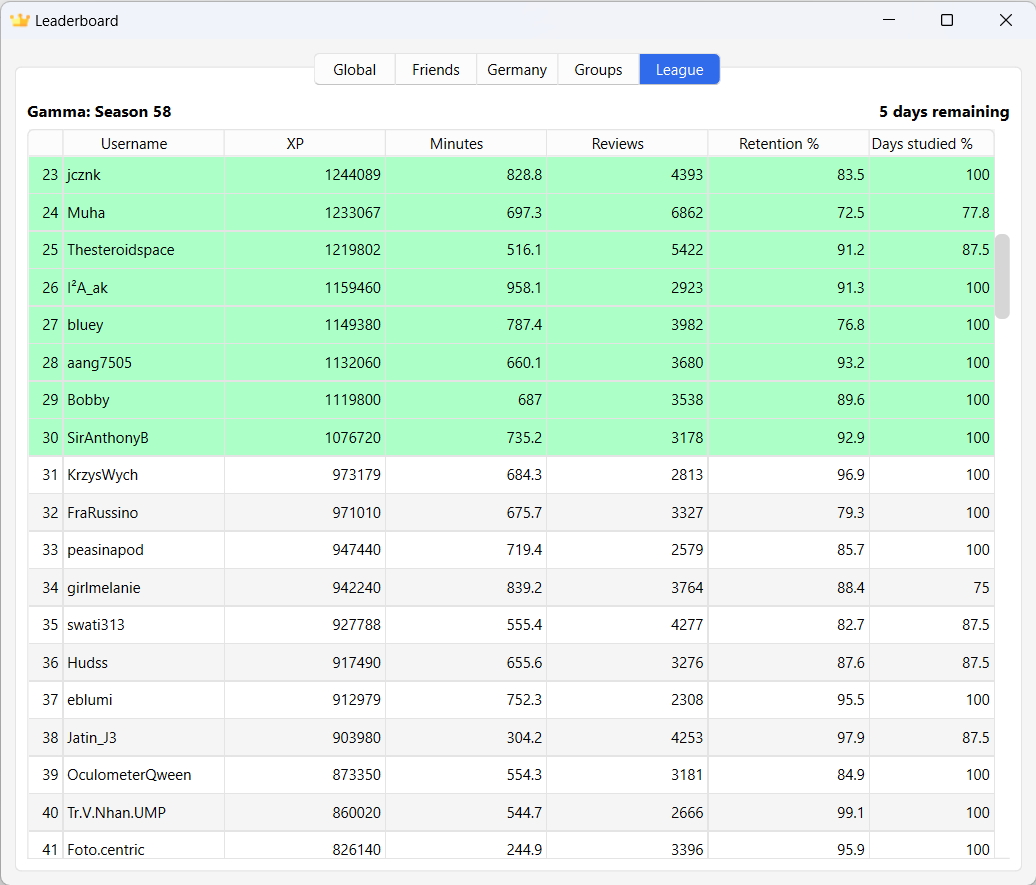 Leaderboard
Global Friends Germany Groups League
Gamma: Season 58 5 days remaining
Username XP Minutes Reviews Retention % Days studied %
23 jcznk 1244089 828.8 4393 83.5 100
24 Muha 1233067 697.3 6862 72.5 77.8
25 Thesteroidspace 1219802 516.1 5422 91.2 87.5
26 I²A_ak 1159460 958.1 2923 91.3 100
27 bluey 1149380 787.4 3982 76.8 100
28 aang7505 1132060 660.1 3680 93.2 100
29 Bobby 1119800 687 3538 89.6 100
30 SirAnthonyB 1076720 735.2 3178 92.9 100
31 KrzysWych 973179 684.3 2813 96.9 100
32 FraRussino 971010 675.7 3327 79.3 100
33 peasinapod 947440 719.4 2579 85.7 100
34 girlmelanie 942240 839.2 3764 88.4 75
35 swati313 927788 555.4 4277 82.7 87.5
36 Hudss 917490 655.6 3276 87.6 87.5
37 eblumi 912979 752.3 2308 95.5 100
38 Jatin_J3 903980 304.2 4253 97.9 87.5
39 OculometerQween 873350 554.3 3181 84.9 100
40 Tr.V.Nhan.UMP 860020 544.7 2666 99.1 100
41 Foto.centric 826140 244.9 3396 95.9 100